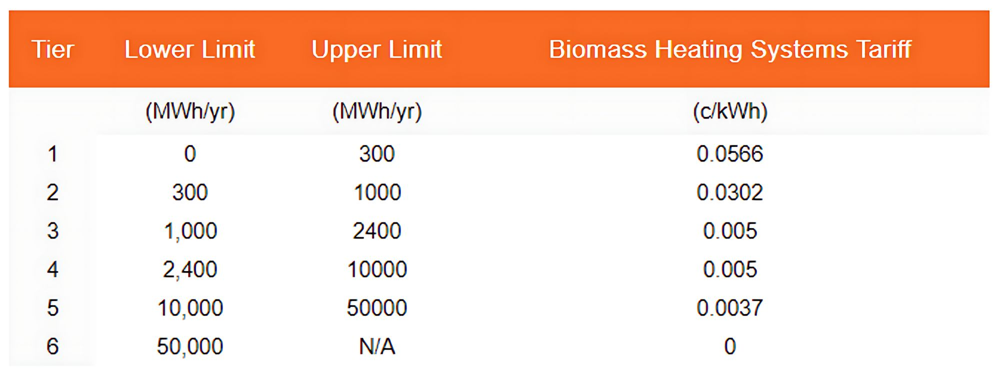 Tier Lower Limit Upper Limit Biomass Heating Systems Tariff
(MWh/yr) (MWh/yr) (c/kWh)
1 0 300 0.0566
2 300 1000 0.0302
3 1,000 2400 0.005
4 2,400 10000 0.005
5 10,000 50000 0.0037
6 50,000 N/A 0